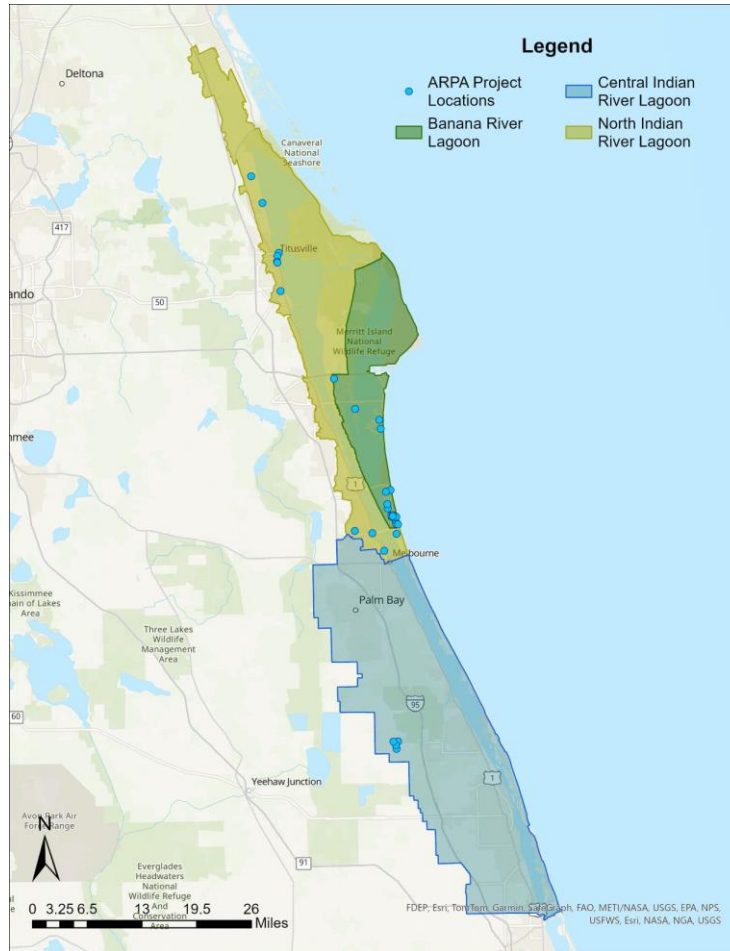 Legend
ARPA Project
Locations
Central Indian
River Lagoon
Banana River
Lagoon
North Indian
River Lagoon
Deltona
Canaveral
National
Seashore
417
Titusville
ando
50
Merritt Island
National
Wildlife Refuge
mee
1
Melbourne
Kissimmee
hain of Lakes
Area
Palm Bay
Three Lakes
Wildlife
Management
Area
95
60
1
Yeehaw Junction
Avon Park Air
Force Range
N
91
Everglades
Headwaters
National
Wildlife Refuge
And
Conservation
Area
0 3.25 6.5 13 19.5 26
Miles
FDEP, Esri, TomTom, Garmin, SafeGraph, FAO, METI/NASA, USGS, EPA, NPS,
USFWS, Esri, NASA, NGA, USGS